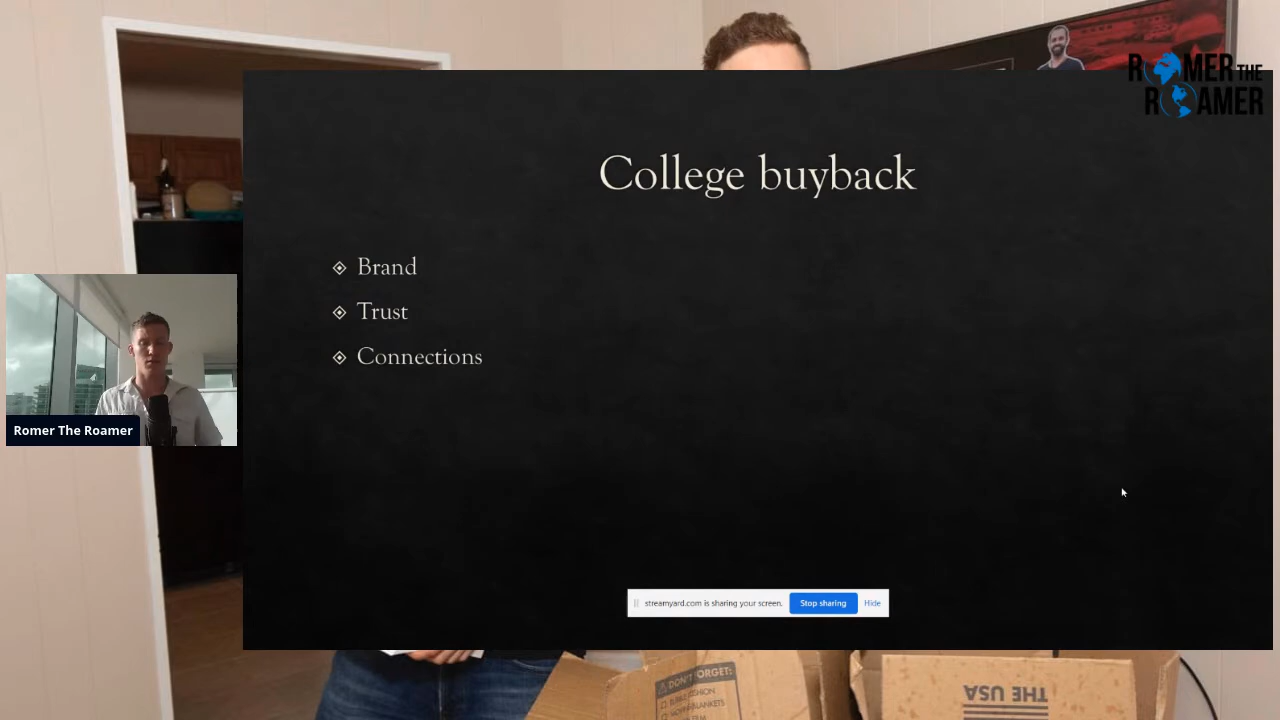 ROMER THE
ROAMER
College buyback
Brand
Trust
Connections
Romer The Roamer
streamyard.com is sharing your screen.
Stop sharing
Hide
DON'T FORGET:
BLANKETS
THE USA